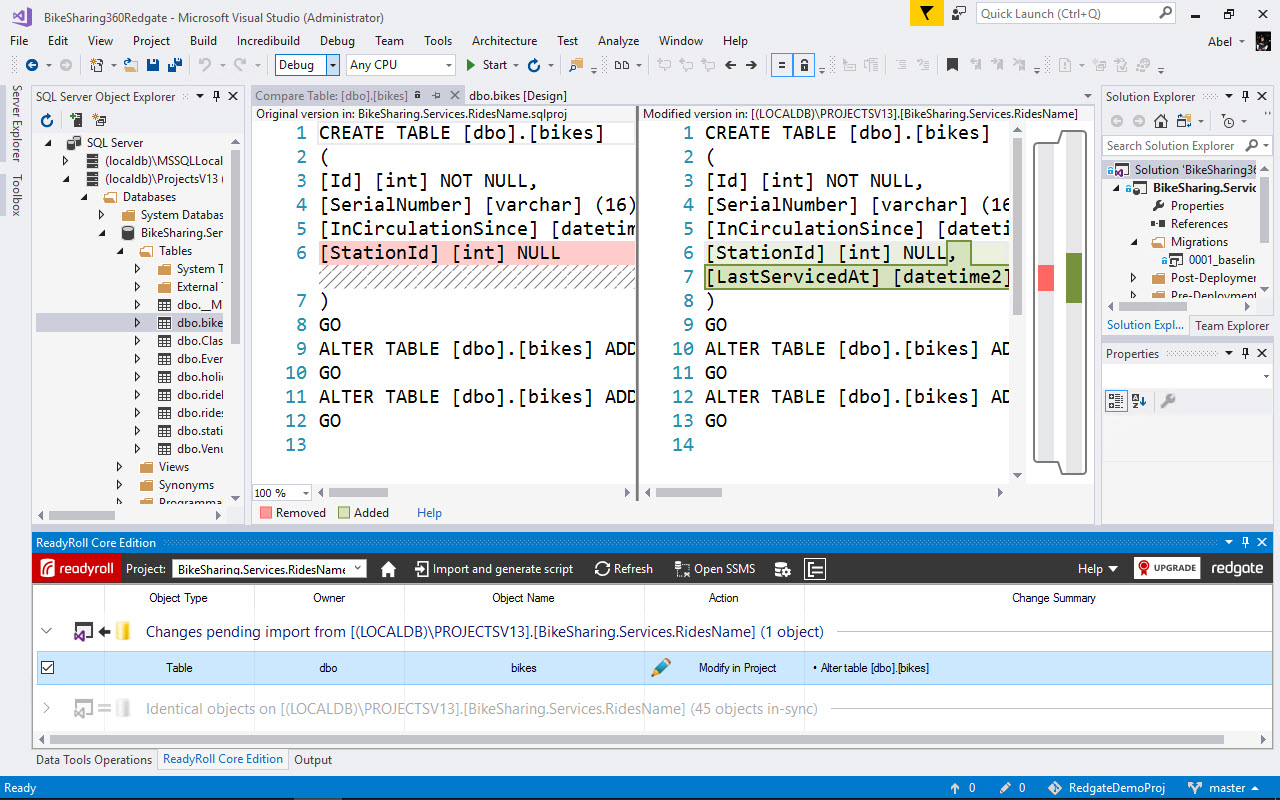 BikeSharing360Redgate - Microsoft Visual Studio (Administrator)
Quick Launch (Ctrl+Q)
File Edit View Project Build Incredibuild Debug Team Tools Architecture Test Analyze Window Help
Abel
Debug Any CPU Start
Server Explorer
Toolbox
SQL Server Object Explorer
SQL Server
(localdb)\MSSQLLocal
(localdb)\ProjectsV13
Databases
System Databas
BikeSharing.Ser
Tables
System T
External T
dbo.__M
dbo.bike
dbo.Clas
dbo.Even
dbo.holic
dbo.ridel
dbo.rides
dbo.stati
dbo.Venu
Views
Synonyms
Programma
Compare Table: [dbo].[bikes]
dbo.bikes [Design]
Original version in: BikeSharing.Services.RidesName.sqlproj
1 CREATE TABLE [dbo].[bikes]
2 (
3 [Id] [int] NOT NULL,
4 [SerialNumber] [varchar] (16)
5 [InCirculationSince] [datetim
6 [StationId] [int] NULL
7 )
8 GO
9 ALTER TABLE [dbo].[bikes] ADD
10 GO
11 ALTER TABLE [dbo].[bikes] ADD
12 GO
13
Modified version in: [(LOCALDB)\PROJECTSV13].[BikeSharing.Services.RidesName]
1 CREATE TABLE [dbo].[bikes]
2 (
3 [Id] [int] NOT NULL,
4 [SerialNumber] [varchar] (16
5 [InCirculationSince] [dateti
6 [StationId] [int] NULL,
7 [LastServicedAt] [datetime2]
8 )
9 GO
10 ALTER TABLE [dbo].[bikes] AD
11 GO
12 ALTER TABLE [dbo].[bikes] AD
13 GO
14
100 %
Removed Added Help
Solution Explorer
Search Solution Explorer
Solution 'BikeSharing36
BikeSharing.Servic
Properties
References
Migrations
0001_baselin
Post-Deploymen
Pre-Deployment
Solution Expl... Team Explorer
Properties
ReadyRoll Core Edition
readyroll Project: BikeSharing.Services.RidesName Import and generate script Refresh Open SSMS Help UPGRADE redgate
Object Type Owner Object Name Action Change Summary
Changes pending import from [(LOCALDB)\PROJECTSV13].[BikeSharing.Services.RidesName] (1 object)
Table dbo bikes Modify in Project • Alter table [dbo].[bikes]
Identical objects on [(LOCALDB)\PROJECTSV13].[BikeSharing.Services.RidesName] (45 objects in-sync)
Data Tools Operations ReadyRoll Core Edition Output
Ready 0 0 RedgateDemoProj master